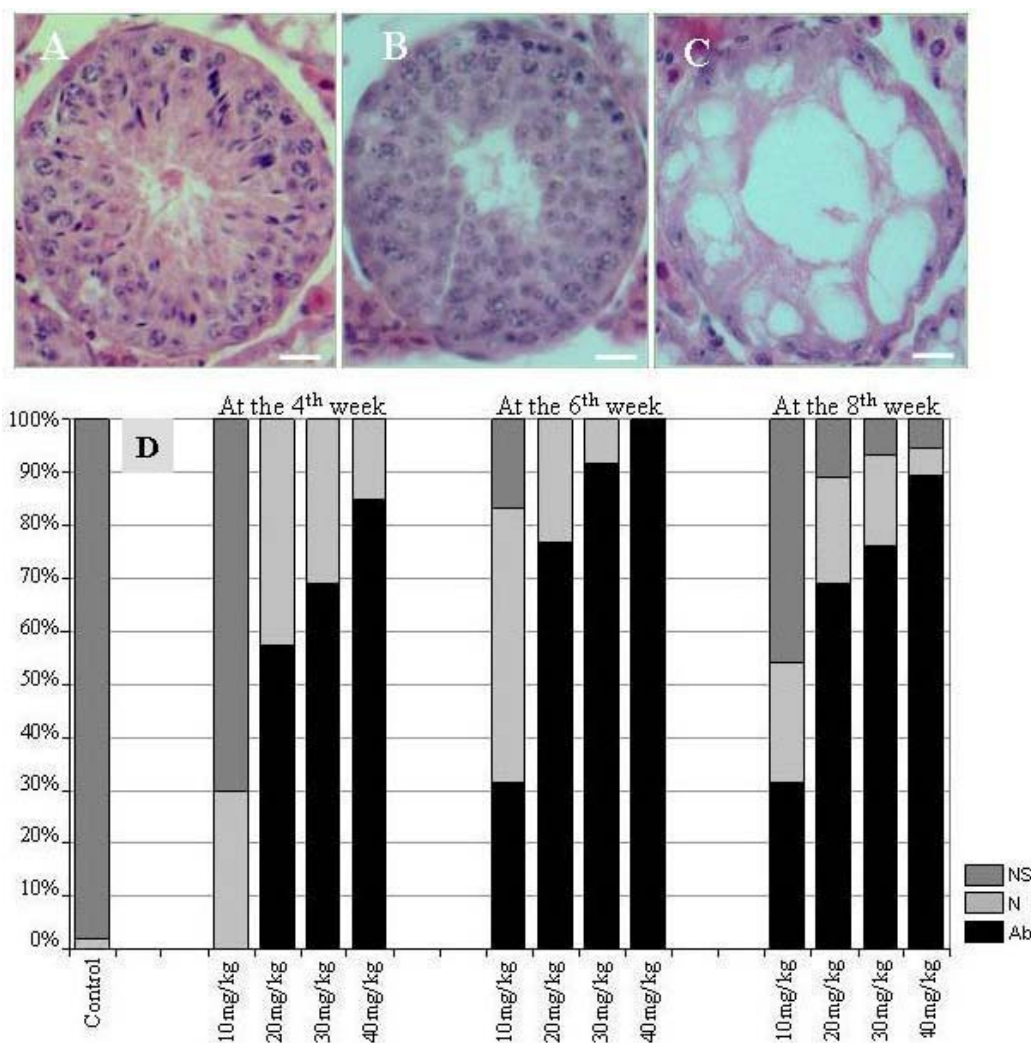 A B C
At the 4th week At the 6th week At the 8th week
D
100%
90%
80%
70%
60%
50%
40%
30%
20%
10%
0%
NS
N
Ab
Control 10mg/kg 20mg/kg 30mg/kg 40mg/kg 10mg/kg 20mg/kg 30mg/kg 40mg/kg 10mg/kg 20mg/kg 30mg/kg 40mg/kg